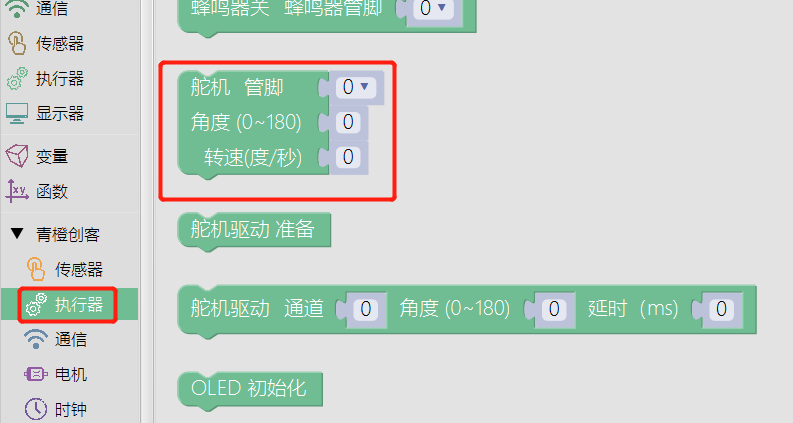 通信
传感器
执行器
显示器
变量
函数
青橙创客
传感器
执行器
通信
电机
时钟
蜂鸣器关 蜂鸣器管脚 0
舵机 管脚 0
角度 (0~180) 0
转速(度/秒) 0
舵机驱动 准备
舵机驱动 通道 0 角度 (0~180) 0 延时 (ms) 0
OLED 初始化